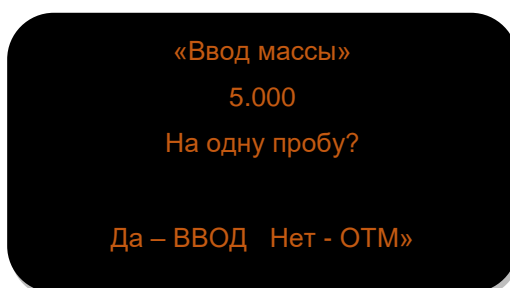 «Ввод массы»
5.000
На одну пробу?
Да – ВВОД Нет - ОТМ»